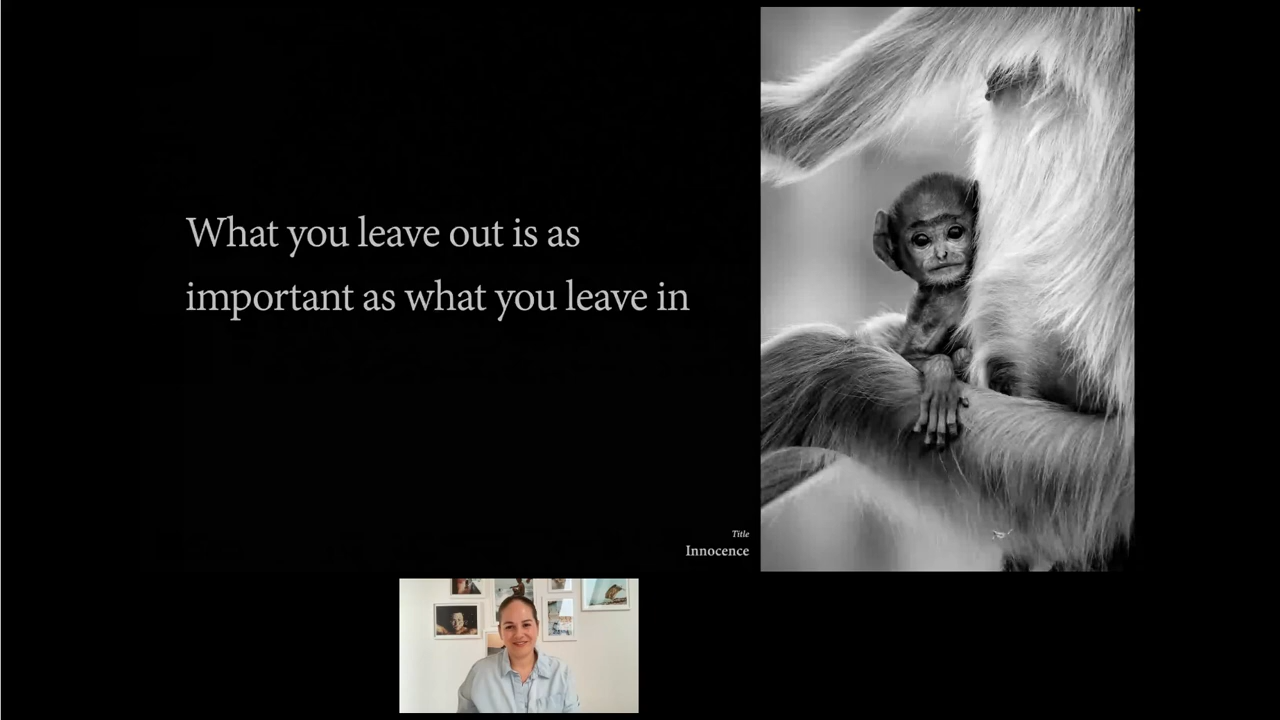 What you leave out is as
important as what you leave in
Title
Innocence